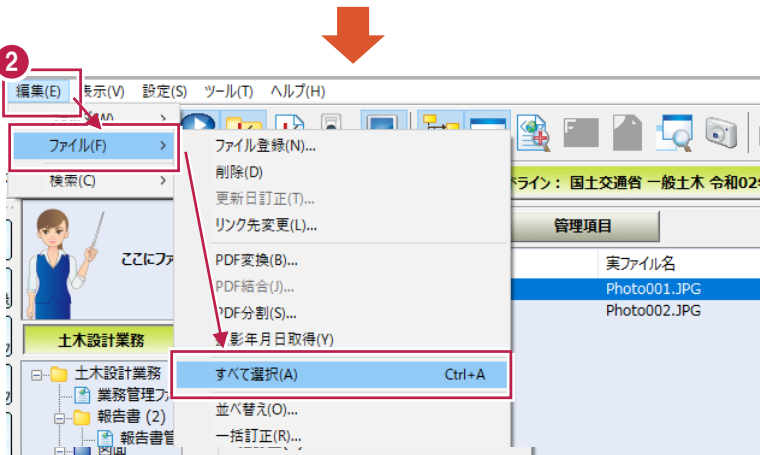 2
編集(E) 表示(V) 設定(S) ツール(T) ヘルプ(H)
ファイル(F)
検索(C)
ファイル登録(N)...
削除(D)
更新日訂正(T)...
リンク先変更(L)...
PDF変換(B)...
PDF結合(J)...
PDF分割(S)...
撮影年月日取得(Y)
すべて選択(A) Ctrl+A
並べ替え(O)...
一括訂正(R)...
ドライン： 国土交通省 一般土木 令和02
管理項目
実ファイル名
Photo001.JPG
Photo002.JPG
ここにファ
土木設計業務
土木設計業務
業務管理ファ
報告書 (2)
報告書管
図面